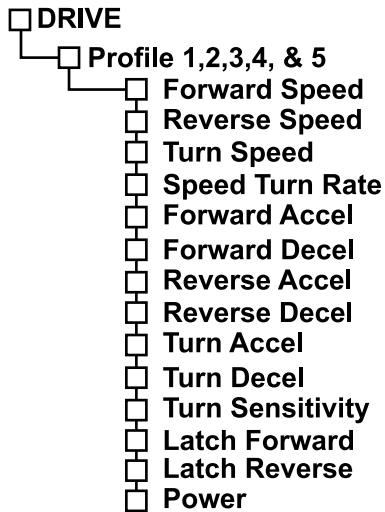 DRIVE
Profile 1,2,3,4, & 5
Forward Speed
Reverse Speed
Turn Speed
Speed Turn Rate
Forward Accel
Forward Decel
Reverse Accel
Reverse Decel
Turn Accel
Turn Decel
Turn Sensitivity
Latch Forward
Latch Reverse
Power